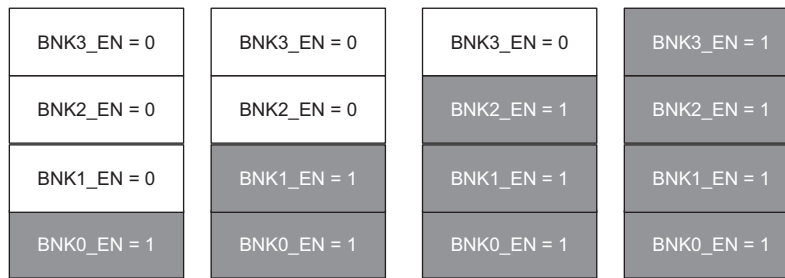 BNK3_EN = 0
BNK2_EN = 0
BNK1_EN = 0
BNK0_EN = 1
BNK3_EN = 0
BNK2_EN = 0
BNK1_EN = 1
BNK0_EN = 1
BNK3_EN = 0
BNK2_EN = 1
BNK1_EN = 1
BNK0_EN = 1
BNK3_EN = 1
BNK2_EN = 1
BNK1_EN = 1
BNK0_EN = 1